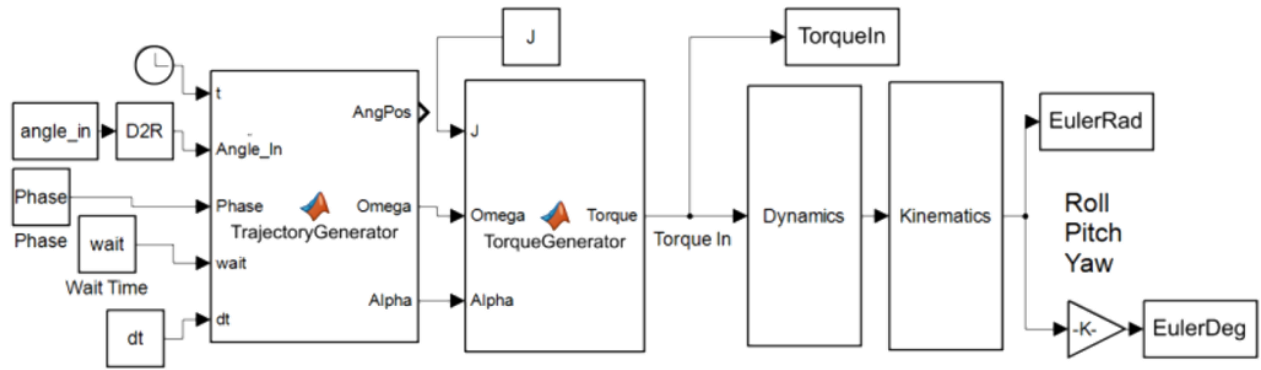 J
TorqueIn
t
AngPos
angle_in
D2R
Angle_In
J
EulerRad
Phase
Phase
Omega
Omega
Torque
Dynamics
Kinematics
TrajectoryGenerator
TorqueGenerator
Torque In
Phase
wait
wait
Wait Time
Roll
Pitch
Yaw
Alpha
Alpha
dt
dt
-K-
EulerDeg